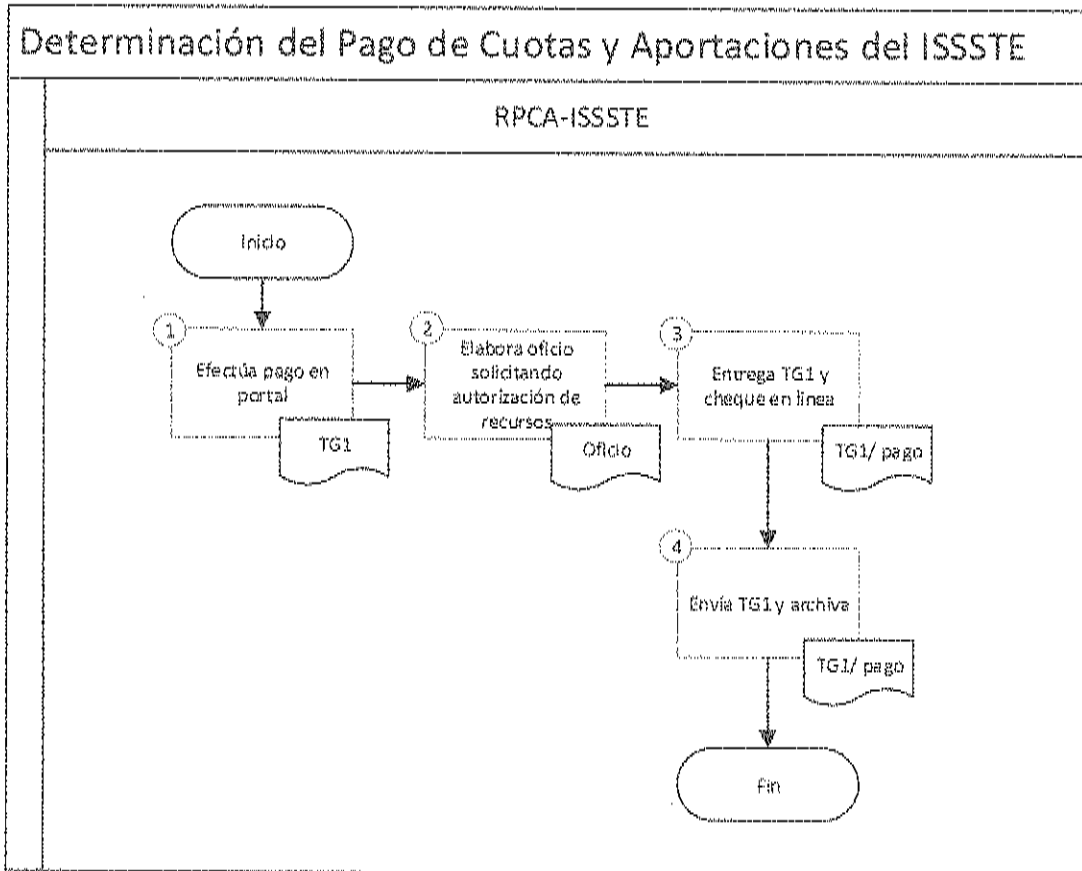 Determinación del Pago de Cuotas y Aportaciones del ISSSTE
RPCA-ISSSTE
Inicio
1
Efectúa pago en
portal
TG1
2
Elabora oficio
solicitando
autorización de
recursos
Oficio
3
Entrega TG1 y
cheque en linea
TG1/ pago
4
Envía TG1 y archiva
TG1/ pago
Fin